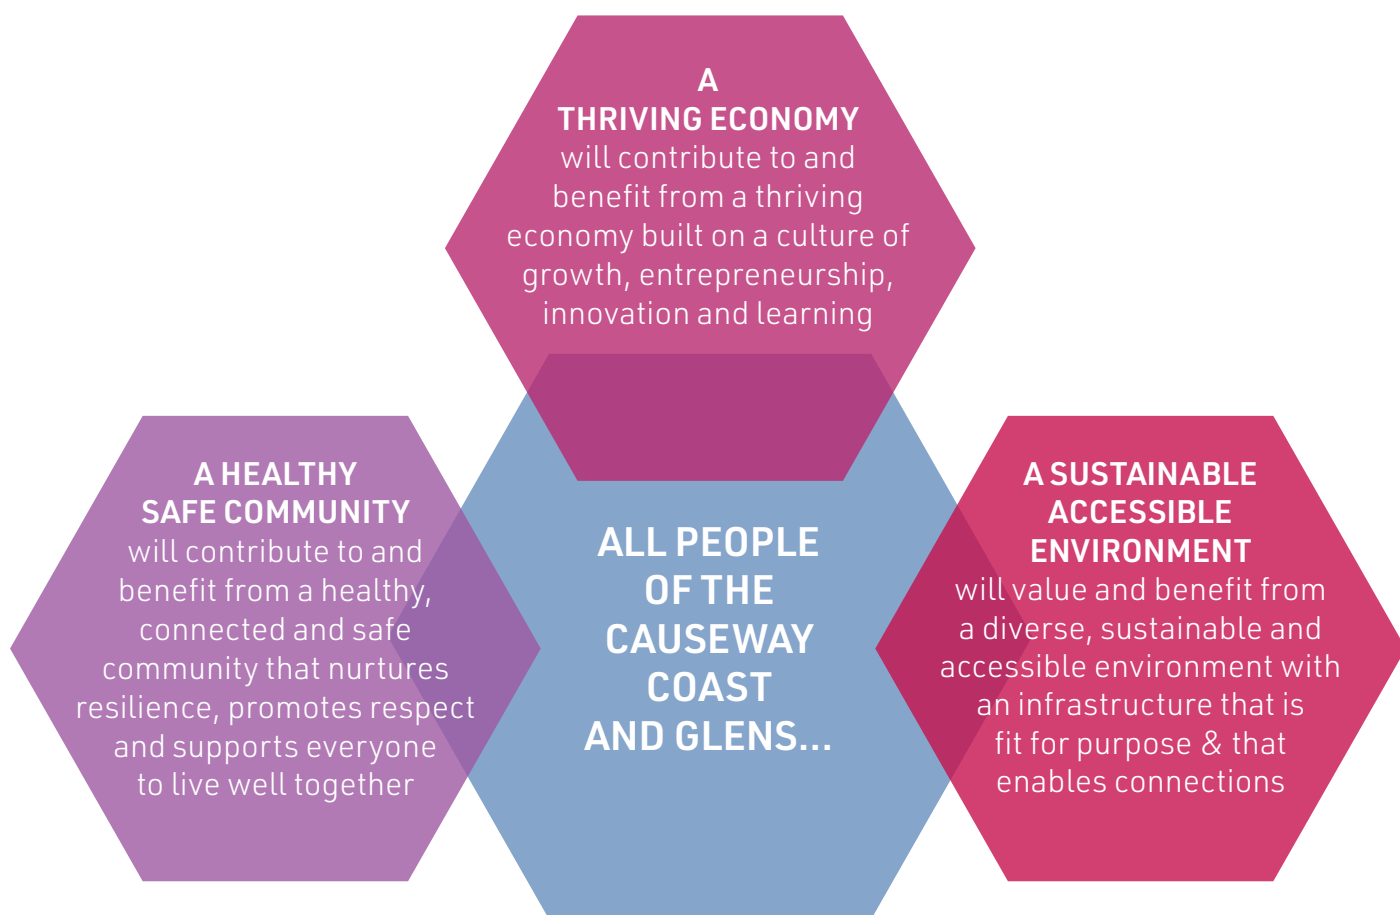 A
THRIVING ECONOMY
will contribute to and
benefit from a thriving
economy built on a culture of
growth, entrepreneurship,
innovation and learning
A HEALTHY
SAFE COMMUNITY
will contribute to and
benefit from a healthy,
connected and safe
community that nurtures
resilience, promotes respect
and supports everyone
to live well together
ALL PEOPLE
OF THE
CAUSEWAY
COAST
AND GLENS...
A SUSTAINABLE
ACCESSIBLE
ENVIRONMENT
will value and benefit from
a diverse, sustainable and
accessible environment with
an infrastructure that is
fit for purpose & that
enables connections